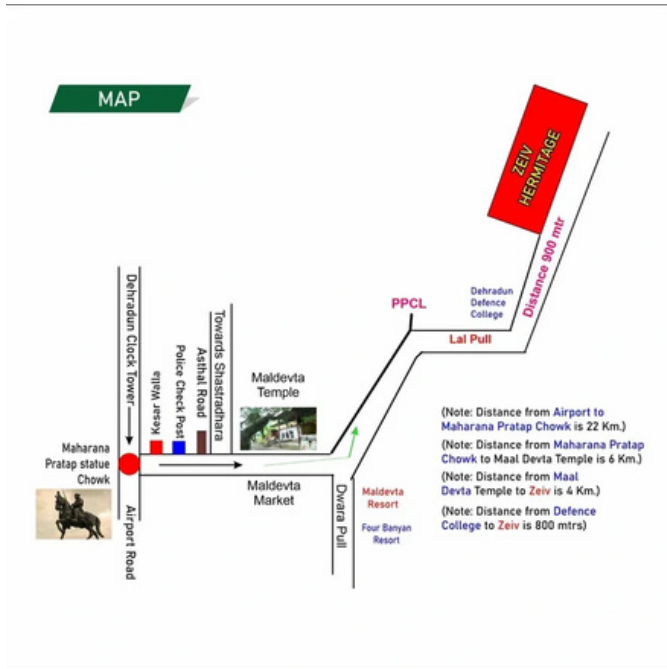 MAP
ZEIV
HERMITAGE
Distance 900 mtr
Dehradun
Defence
College
PPCL
Lal Pull
Dehradun Clock Tower
Kesar Walla
Police Check Post
Asthal Road
Towards Shastradhara
Maldevta
Temple
Maharana
Pratap statue
Chowk
Airport Road
Maldevta
Market
Dwara Pull
Maldevta
Resort
Four Banyan
Resort
(Note: Distance from Airport to
Maharana Pratap Chowk is 22 Km.)
(Note: Distance from Maharana Pratap
Chowk to Maal Devta Temple is 6 Km.)
(Note: Distance from Maal
Devta Temple to Zeiv is 4 Km.)
(Note: Distance from Defence
College to Zeiv is 800 mtrs)